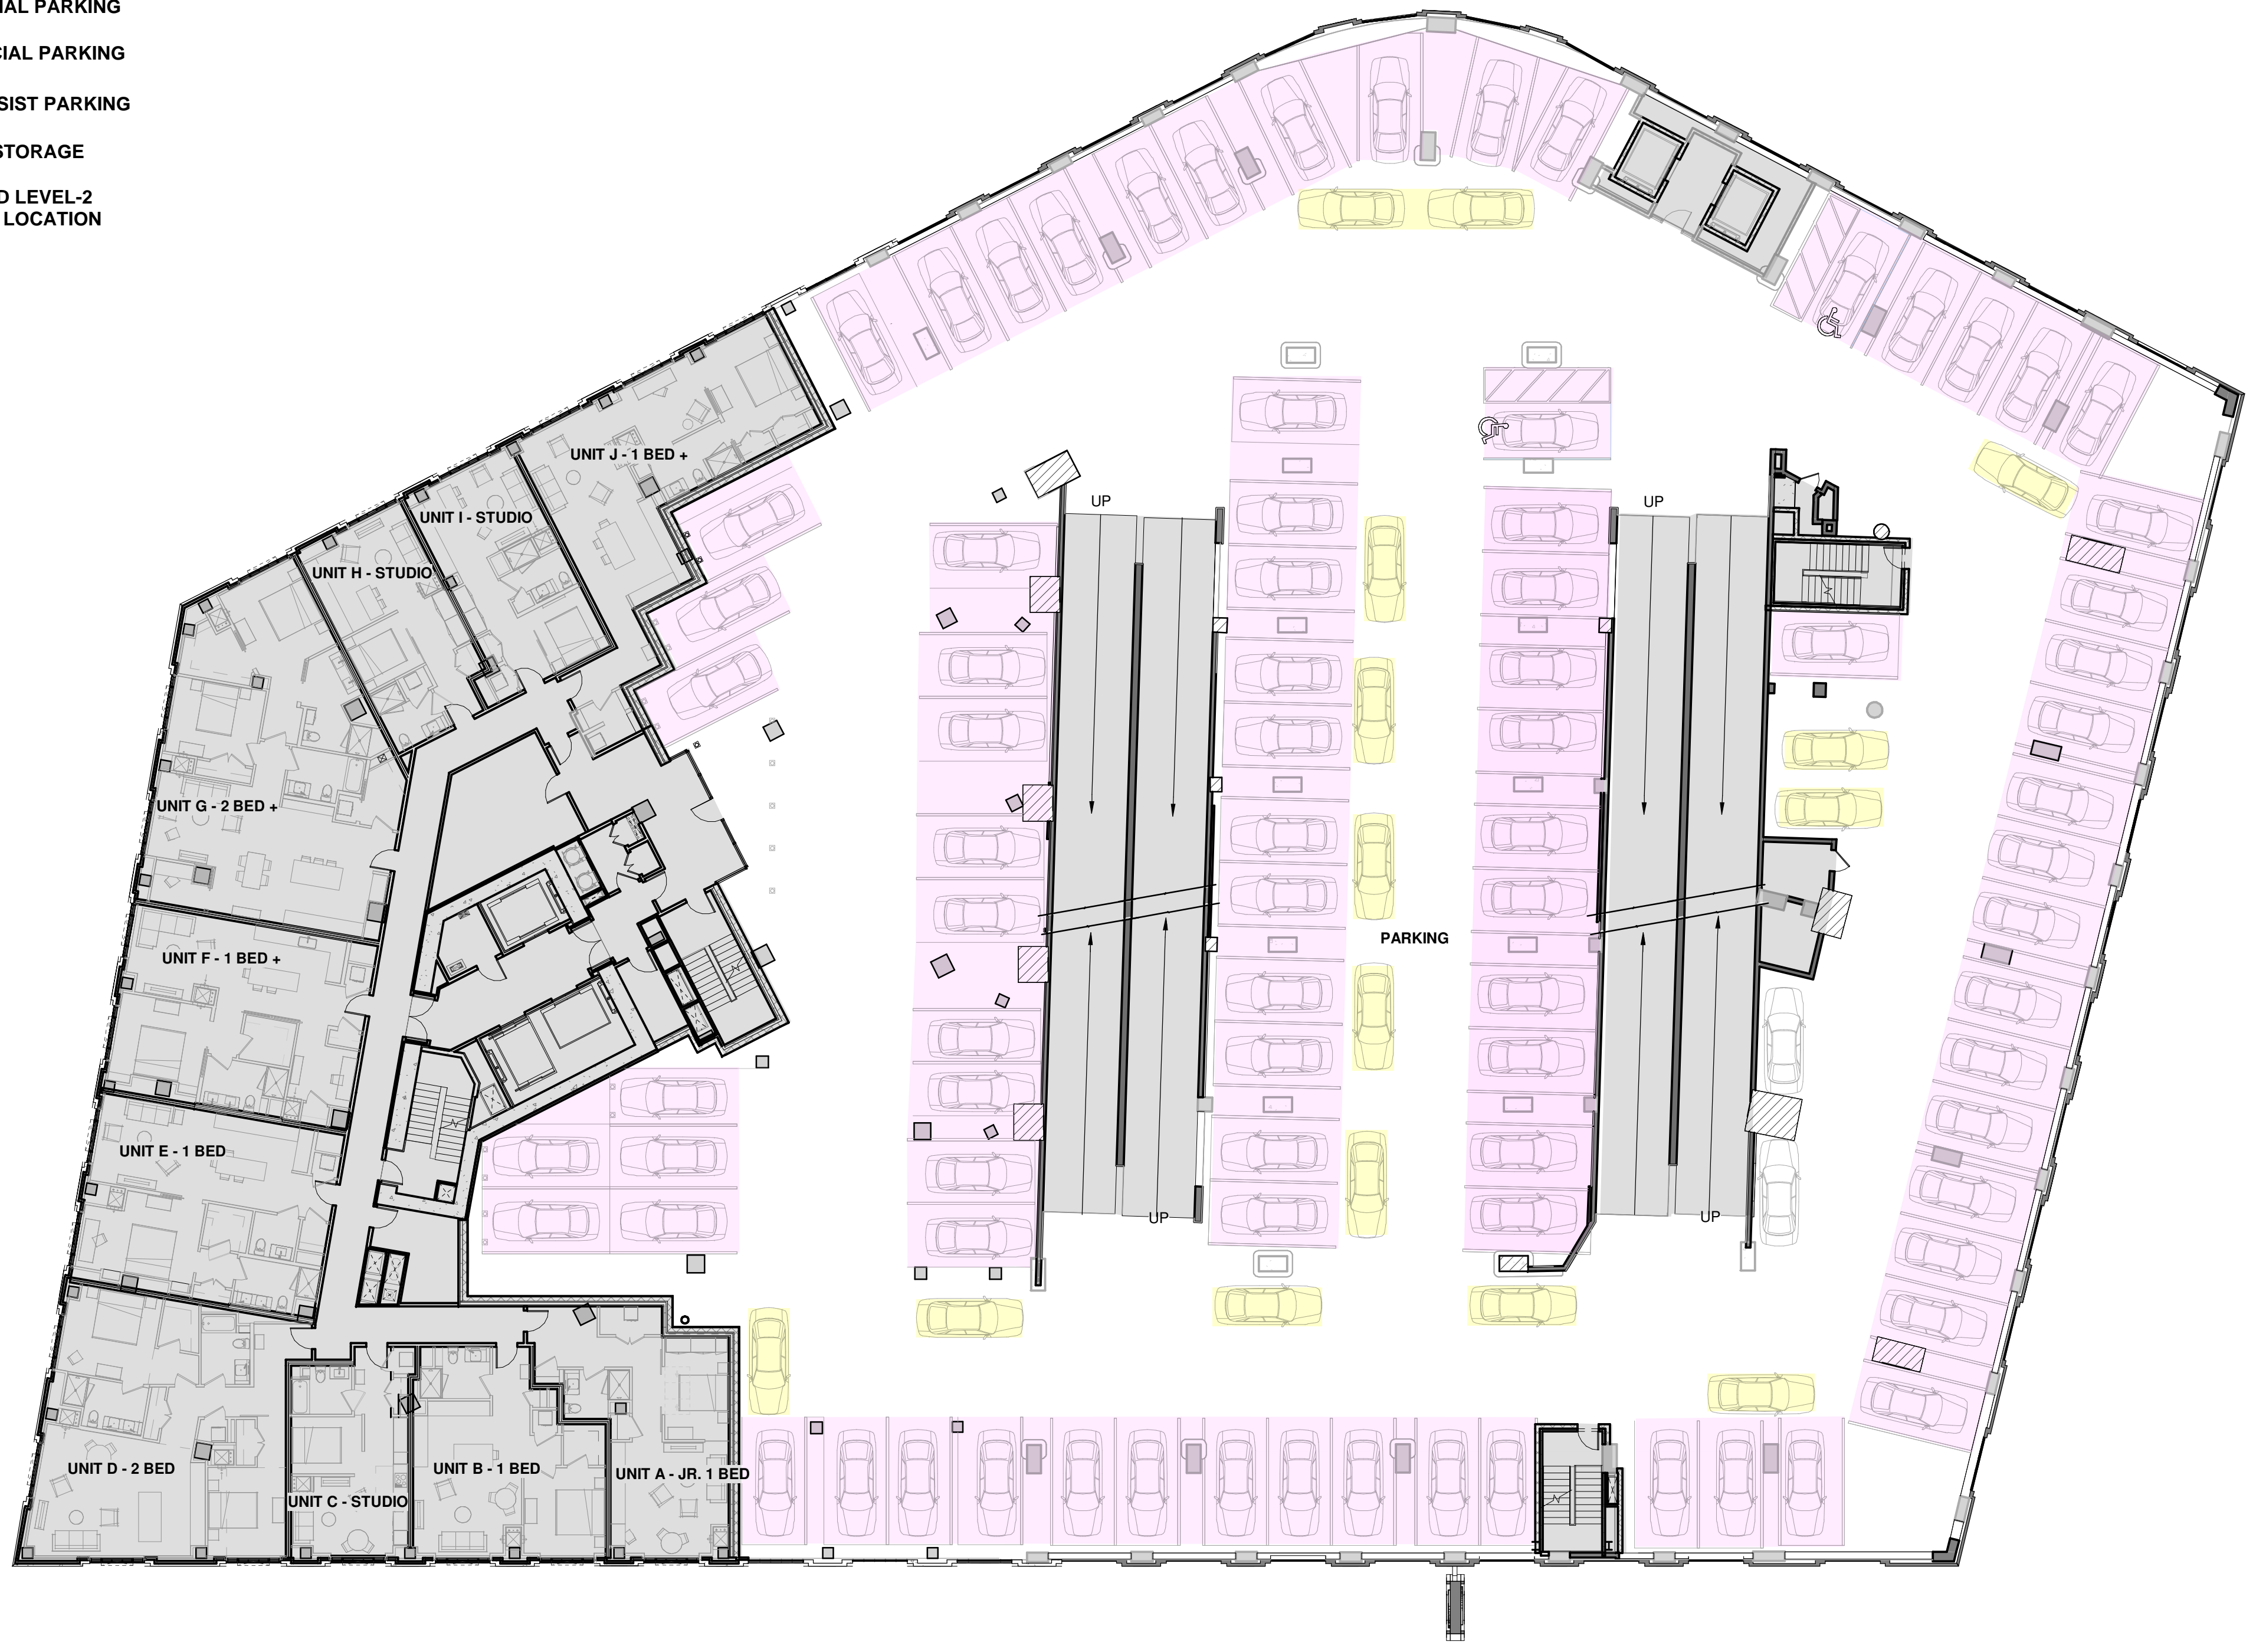 IAL PARKING
CIAL PARKING
SIST PARKING
STORAGE
D LEVEL-2
LOCATION
UNIT J - 1 BED +
UNIT I - STUDIO
UNIT H - STUDIO
UP
UP
UNIT G - 2 BED +
UNIT F - 1 BED +
PARKING
UNIT E - 1 BED
UP
UP
UNIT D - 2 BED
UNIT C - STUDIO
UNIT B - 1 BED
UNIT A - JR. 1 BED